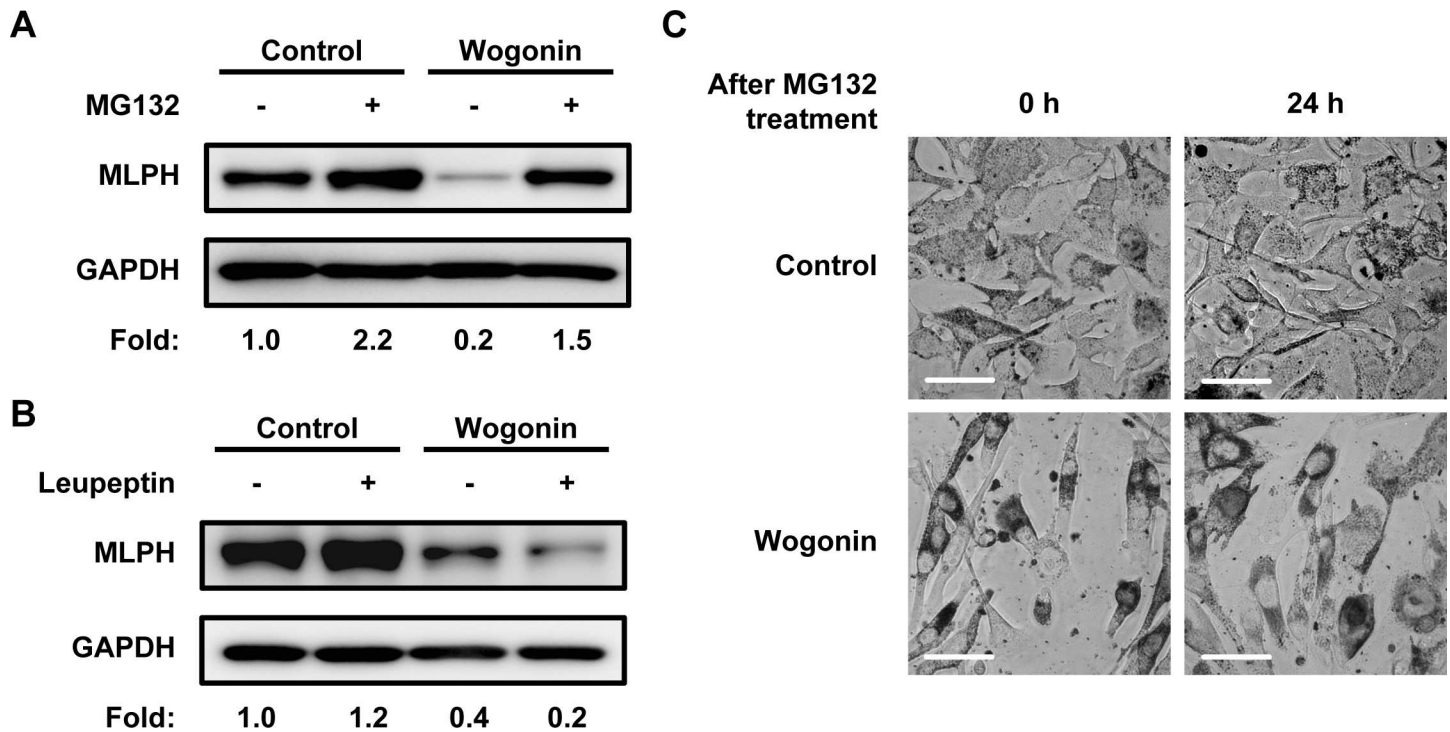 A
Control Wogonin
MG132 - + - +
MLPH
GAPDH
Fold: 1.0 2.2 0.2 1.5
B
Control Wogonin
Leupeptin - + - +
MLPH
GAPDH
Fold: 1.0 1.2 0.4 0.2
C
After MG132
treatment
0 h 24 h
Control
Wogonin